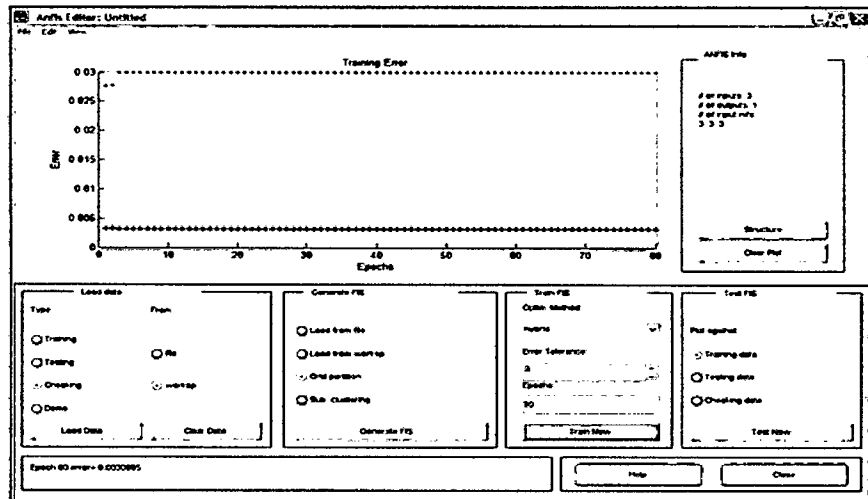 Anfis Editor: Untitled
File Edit View
Training Error
0.03
0.025
0.02
0.015
0.01
0.005
0
Error
0 10 20 30 40 50 60 70 80
Epochs
ANFIS Info
# of inputs: 3
# of outputs: 1
# of input mfs:
3 3 3
Structure
Clear Plot
Load data
Type From
Training
Testing
Checking
Demo
file
worksp
Load Data Clear Data
Generate FIS
Load from file
Load from worksp
Grid partition
Sub. clustering
Generate FIS
Train FIS
Optim. Method:
hybrid
Error Tolerance:
0
Epochs:
Train Now
Test FIS
Plot against:
Training data
Testing data
Checking data
Test Now
Help Close